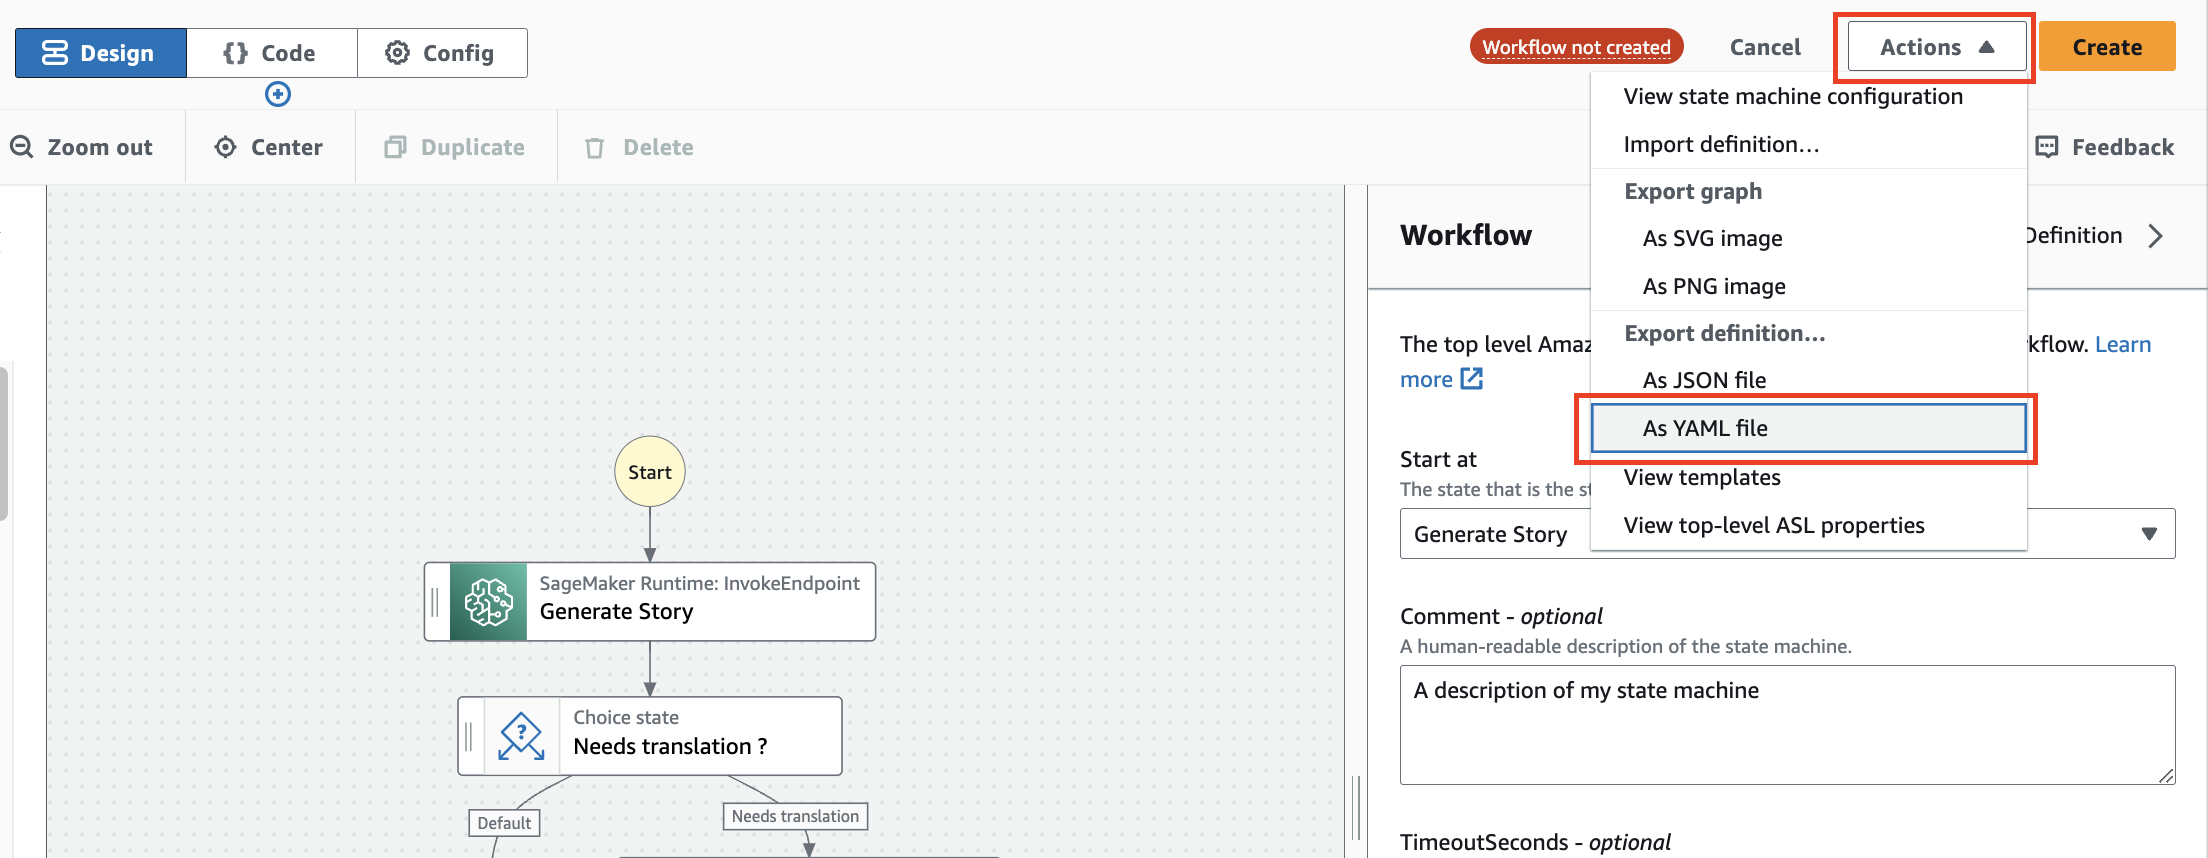 Design
{} Code
Config
Workflow not created
Cancel
Actions
Create
Zoom out
Center
Duplicate
Delete
Feedback
View state machine configuration
Import definition...
Export graph
As SVG image
As PNG image
Export definition...
As JSON file
As YAML file
View templates
View top-level ASL properties
Start
SageMaker Runtime: InvokeEndpoint
Generate Story
Choice state
Needs translation ?
Default
Needs translation
Workflow
Definition
The top level kflow. Learn
more
Start at
The state that is the
Generate Story
Comment - optional
A human-readable description of the state machine.
A description of my state machine
TimeoutSeconds - optional